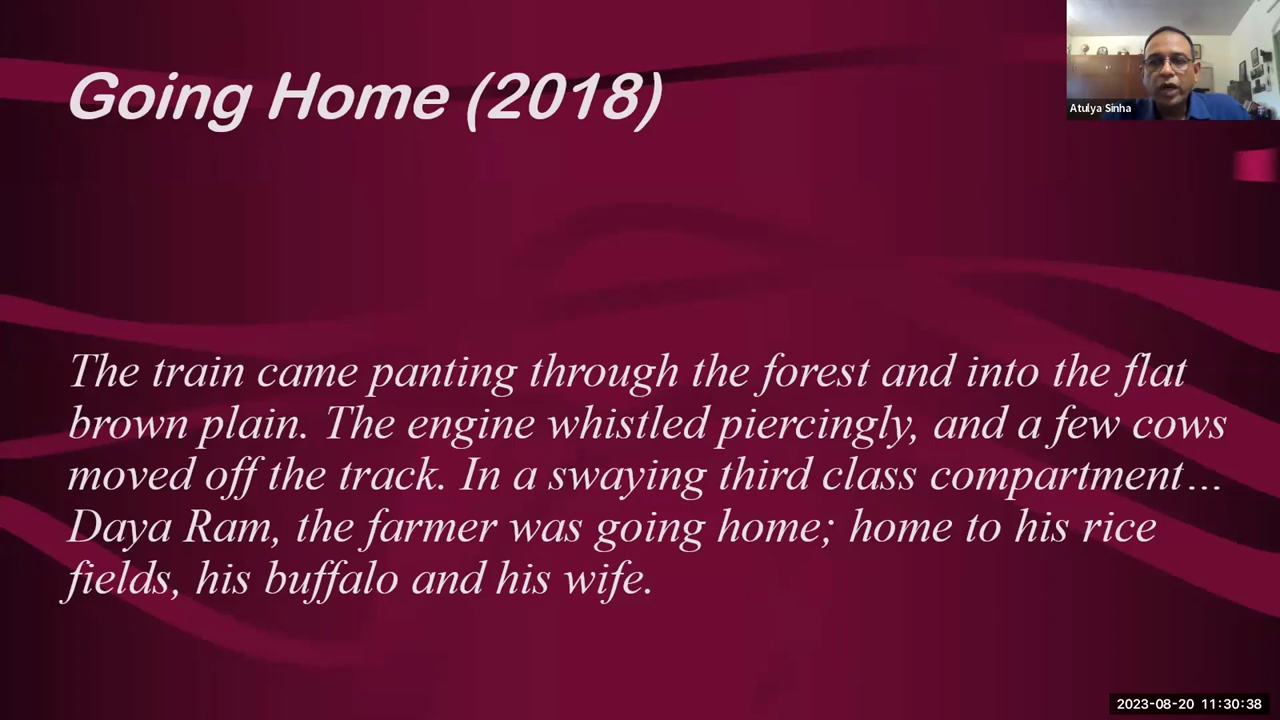 Going Home (2018)
Atulya Sinha
The train came panting through the forest and into the flat
brown plain. The engine whistled piercingly, and a few cows
moved off the track. In a swaying third class compartment…
Daya Ram, the farmer was going home; home to his rice
fields, his buffalo and his wife.
2023-08-20 11:30:38